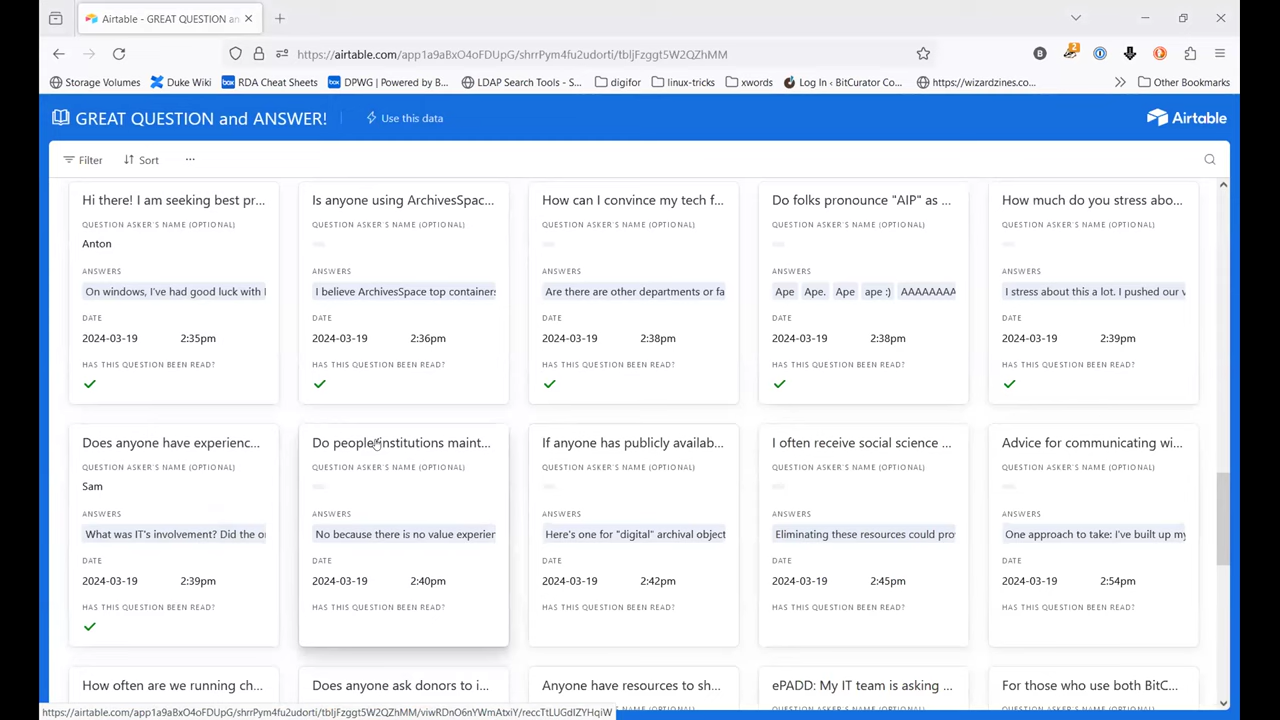 Airtable - GREAT QUESTION an
https://airtable.com/app1a9aBxO4oFDUpG/shrrPym4fu2udorti/tbljFzggt5W2QZhMM
2
Storage Volumes Duke Wiki RDA Cheat Sheets DPWG | Powered by B... LDAP Search Tools - S... digifor linux-tricks xwords Log In ‹ BitCurator Co... https://wizardzines.co... Other Bookmarks
GREAT QUESTION and ANSWER! Use this data Airtable
Filter Sort ...
Hi there! I am seeking best pr... Is anyone using ArchivesSpac... How can I convince my tech f... Do folks pronounce "AIP" as ... How much do you stress abo...
QUESTION ASKER'S NAME (OPTIONAL) QUESTION ASKER'S NAME (OPTIONAL) QUESTION ASKER'S NAME (OPTIONAL) QUESTION ASKER'S NAME (OPTIONAL) QUESTION ASKER'S NAME (OPTIONAL)
Anton
ANSWERS ANSWERS ANSWERS ANSWERS ANSWERS
On windows, I've had good luck with I believe ArchivesSpace top containers Are there are other departments or fa Ape Ape. Ape ape :) AAAAAAAA I stress about this a lot. I pushed our
DATE DATE DATE DATE DATE
2024-03-19 2:35pm 2024-03-19 2:36pm 2024-03-19 2:38pm 2024-03-19 2:38pm 2024-03-19 2:39pm
HAS THIS QUESTION BEEN READ? HAS THIS QUESTION BEEN READ? HAS THIS QUESTION BEEN READ? HAS THIS QUESTION BEEN READ? HAS THIS QUESTION BEEN READ?
Does anyone have experienc... Do people/institutions maint... If anyone has publicly availab... I often receive social science ... Advice for communicating wi...
QUESTION ASKER'S NAME (OPTIONAL) QUESTION ASKER'S NAME (OPTIONAL) QUESTION ASKER'S NAME (OPTIONAL) QUESTION ASKER'S NAME (OPTIONAL) QUESTION ASKER'S NAME (OPTIONAL)
Sam
ANSWERS ANSWERS ANSWERS ANSWERS ANSWERS
What was IT's involvement? Did the o No because there is no value experien Here's one for "digital" archival object Eliminating these resources could pro One approach to take: I've built up my
DATE DATE DATE DATE DATE
2024-03-19 2:39pm 2024-03-19 2:40pm 2024-03-19 2:42pm 2024-03-19 2:45pm 2024-03-19 2:54pm
HAS THIS QUESTION BEEN READ? HAS THIS QUESTION BEEN READ? HAS THIS QUESTION BEEN READ? HAS THIS QUESTION BEEN READ? HAS THIS QUESTION BEEN READ?
How often are we running ch... Does anyone ask donors to i... Anyone have resources to sh... ePADD: My IT team is asking ... For those who use both BitC...
https://airtable.com/app1a9aBxO4oFDUpG/shrrPym4fu2udorti/tbljFzggt5W2QZhMM/viwRDnO6nYWmAtxiY/reccTtLUGdIZYHqiW